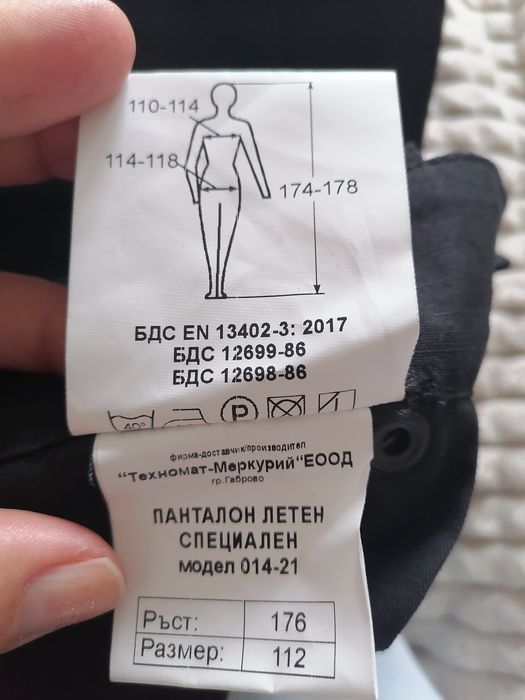 110-114
114-118
174-178
БДС EN 13402-3: 2017
БДС 12699-86
БДС 12698-86
40°
P
фирма-доставчик/производител
"Техномат-Меркурий"ЕООД
гр.Габрово
ПАНТАЛОН ЛЕТЕН
СПЕЦИАЛЕН
модел 014-21
Ръст: 176
Размер: 112